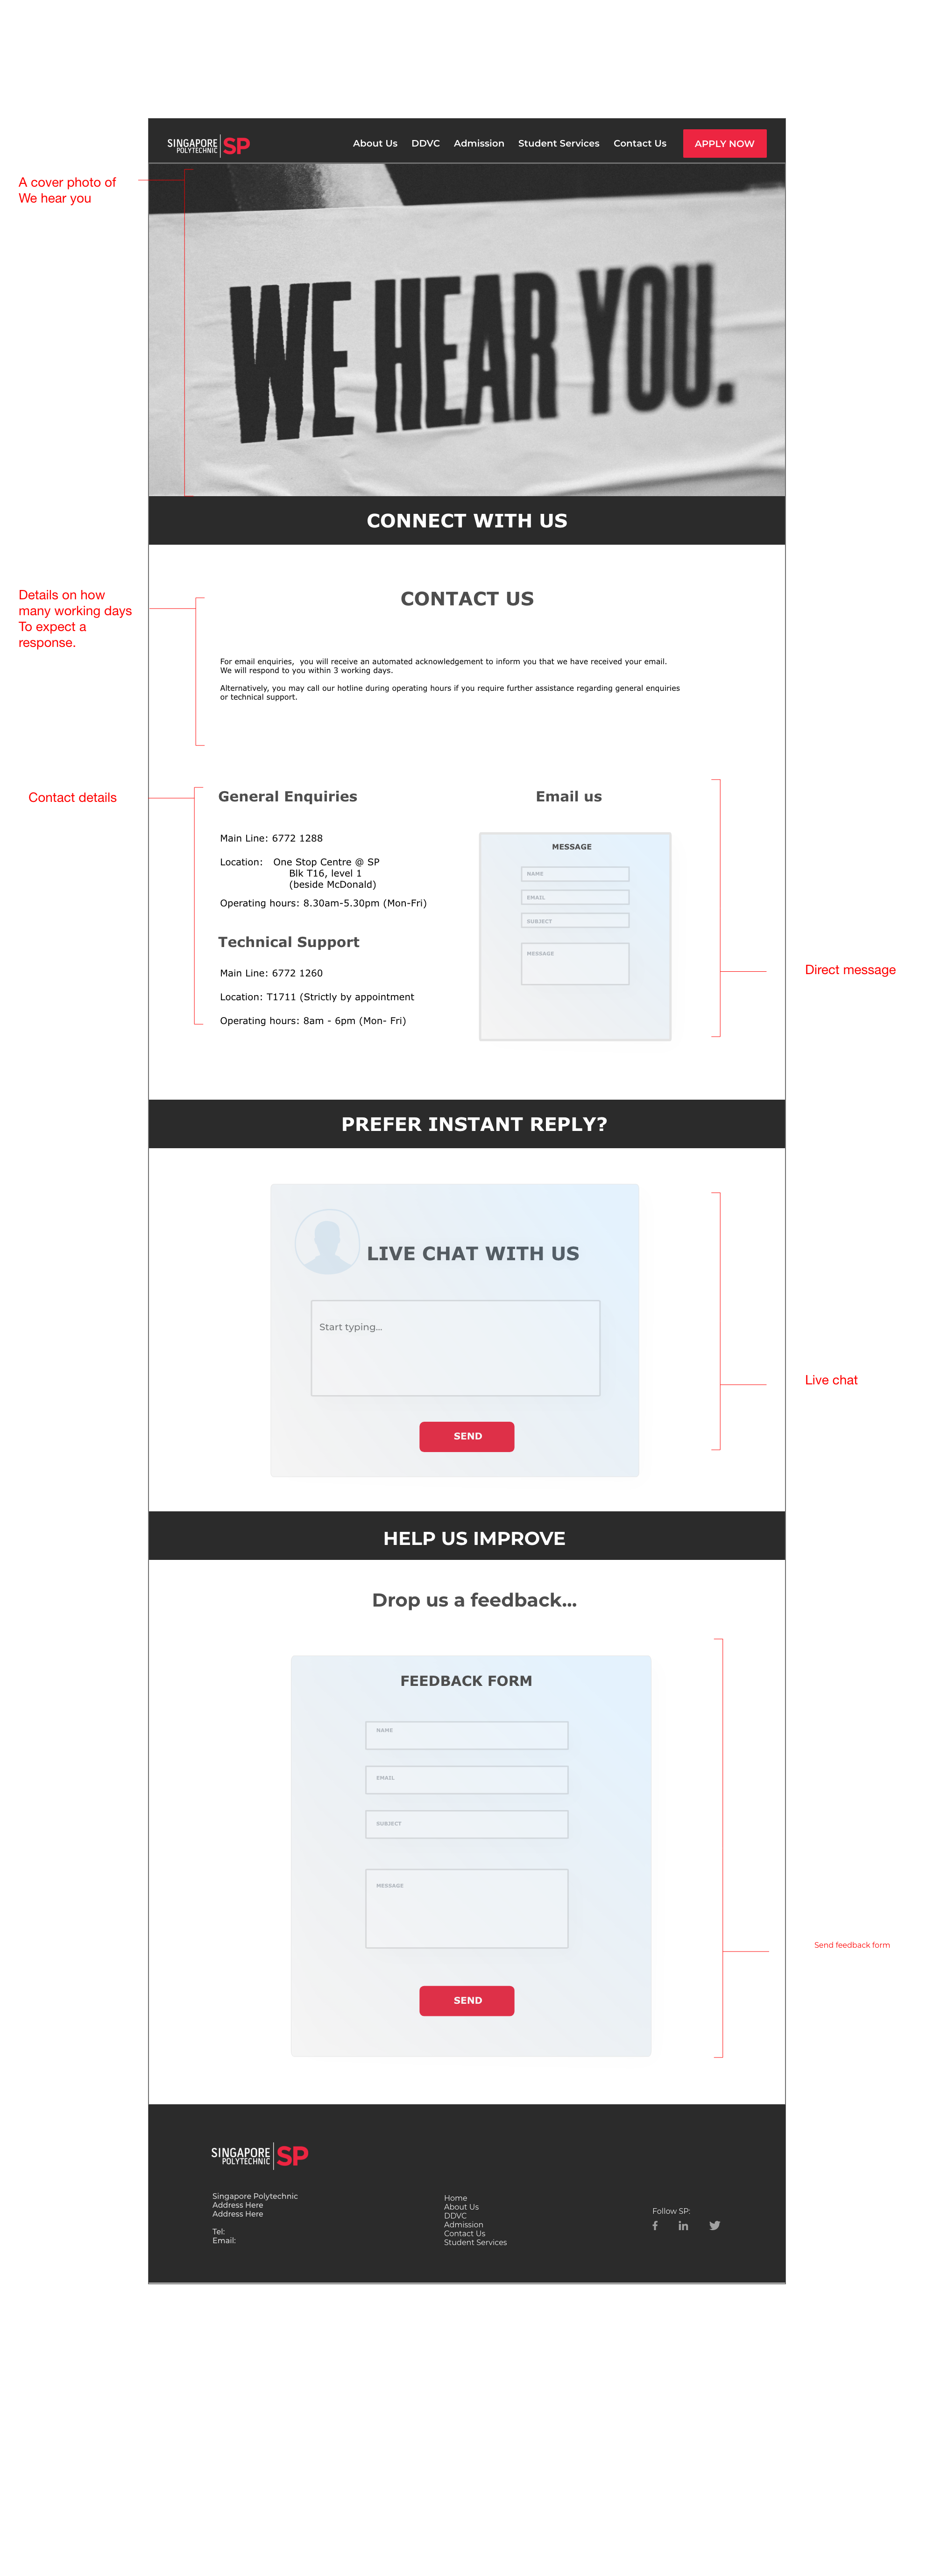 SINGAPORE
POLYTECHNIC SP
About Us DDVC Admission Student Services Contact Us APPLY NOW
A cover photo of
We hear you
WE HEAR YOU.
CONNECT WITH US
Details on how
many working days
To expect a
response.
CONTACT US
For email enquiries, you will receive an automated acknowledgement to inform you that we have received your email.
We will respond to you within 3 working days.
Alternatively, you may call our hotline during operating hours if you require further assistance regarding general enquiries
or technical support.
Contact details
General Enquiries
Main Line: 6772 1288
Location: One Stop Centre @ SP
Blk T16, level 1
(beside McDonald)
Operating hours: 8.30am-5.30pm (Mon-Fri)
Technical Support
Main Line: 6772 1260
Location: T1711 (Strictly by appointment
Operating hours: 8am - 6pm (Mon- Fri)
Email us
MESSAGE
NAME
EMAIL
SUBJECT
MESSAGE
Direct message
PREFER INSTANT REPLY?
LIVE CHAT WITH US
Start typing...
SEND
Live chat
HELP US IMPROVE
Drop us a feedback...
FEEDBACK FORM
NAME
EMAIL
SUBJECT
MESSAGE
SEND
Send feedback form
SINGAPORE
POLYTECHNIC SP
Singapore Polytechnic
Address Here
Address Here
Tel:
Email:
Home
About Us
DDVC
Admission
Contact Us
Student Services
Follow SP: